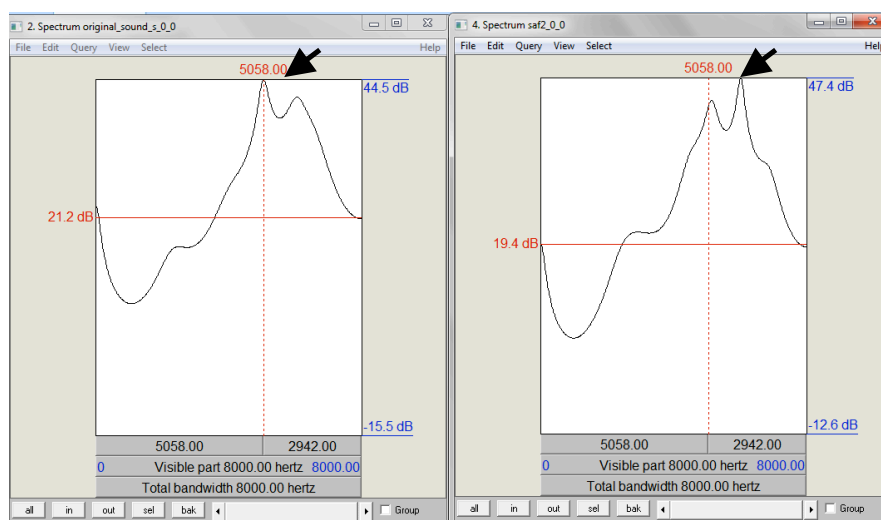 2. Spectrum original_sound_s_0_0
File Edit Query View Select Help
5058.00
44.5 dB
21.2 dB
-15.5 dB
5058.00 2942.00
0 Visible part 8000.00 hertz 8000.00
Total bandwidth 8000.00 hertz
all in out sel bak Group
4. Spectrum saf2_0_0
File Edit Query View Select Hel
5058.00
47.4 dB
19.4 dB
-12.6 dB
5058.00 2942.00
0 Visible part 8000.00 hertz 8000.00
Total bandwidth 8000.00 hertz
all in out sel bak Group